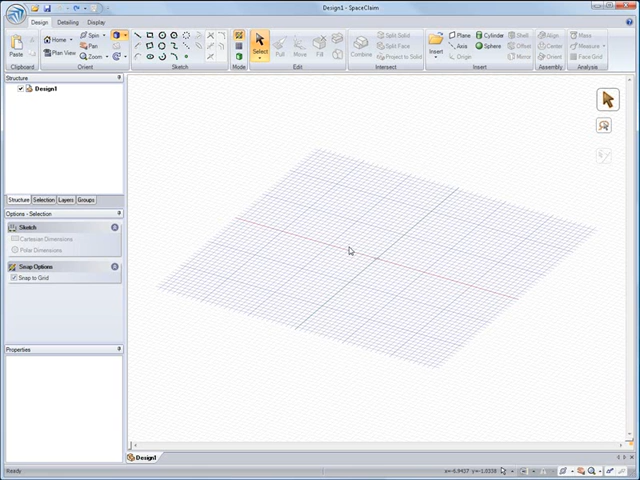 Design1 - SpaceClaim
Design Detailing Display
Paste
Clipboard
Home
Plan View
Spin
Pan
Zoom
Orient
Sketch
Mode
Select
Pull
Move
Fill
Edit
Combine
Split Solid
Split Face
Project to Solid
Intersect
Insert
Plane
Axis
Origin
Cylinder
Sphere
Shell
Offset
Mirror
Insert
Align
Tangent
Orient
Assembly
Mass
Measure
Face Grid
Analysis
Structure
Design1
Structure Selection Layers Groups
Options - Selection
Sketch
Cartesian Dimensions
Polar Dimensions
Snap Options
Snap to Grid
Properties
Design1
Ready